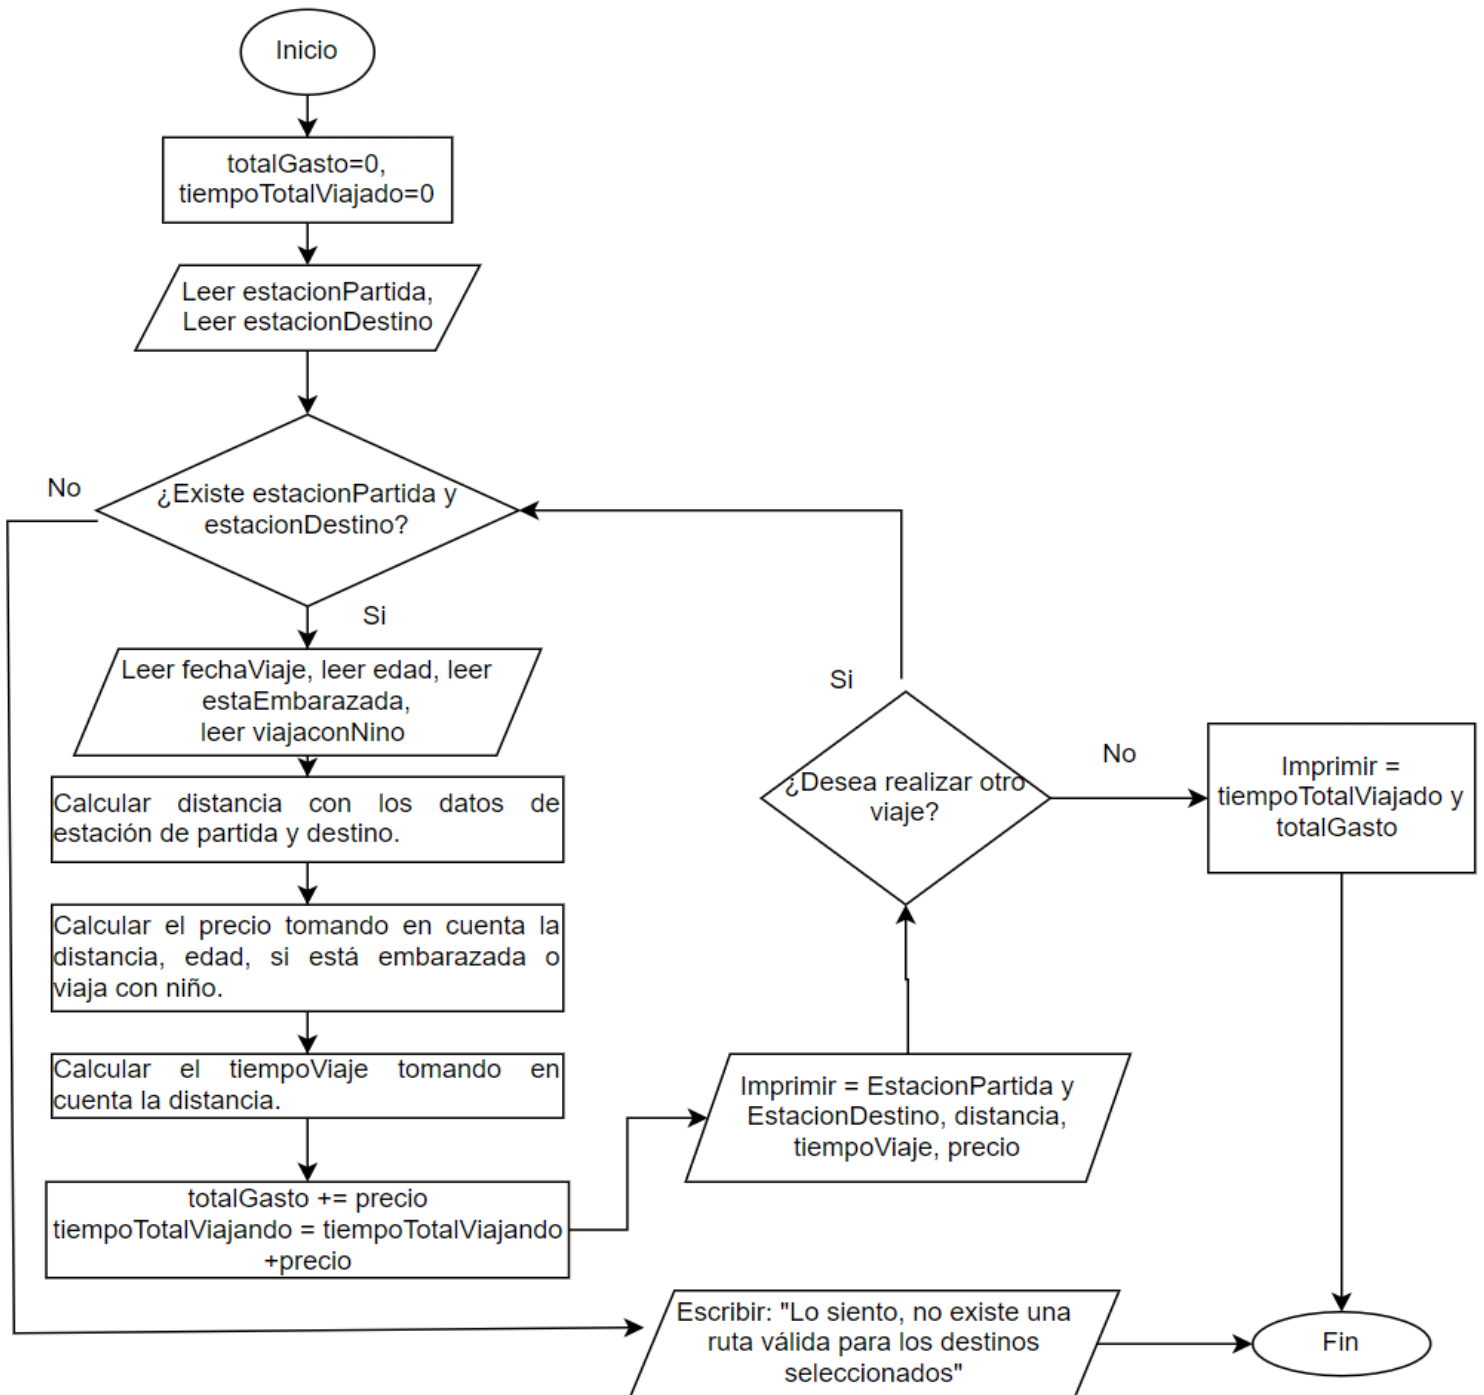 Inicio
totalGasto=0,
tiempoTotalViajado=0
Leer estacionPartida,
Leer estacionDestino
No
¿Existe estacionPartida y
estacionDestino?
Si
Leer fechaViaje, leer edad, leer
estaEmbarazada,
leer viajaconNino
Calcular distancia con los datos de
estación de partida y destino.
Calcular el precio tomando en cuenta la
distancia, edad, si está embarazada o
viaja con niño.
Calcular el tiempoViaje tomando en
cuenta la distancia.
totalGasto += precio
tiempoTotalViajando = tiempoTotalViajando
+precio
Imprimir = EstacionPartida y
EstacionDestino, distancia,
tiempoViaje, precio
Si
¿Desea realizar otro
viaje?
No
Imprimir =
tiempoTotalViajado y
totalGasto
Escribir: "Lo siento, no existe una
ruta válida para los destinos
seleccionados"
Fin